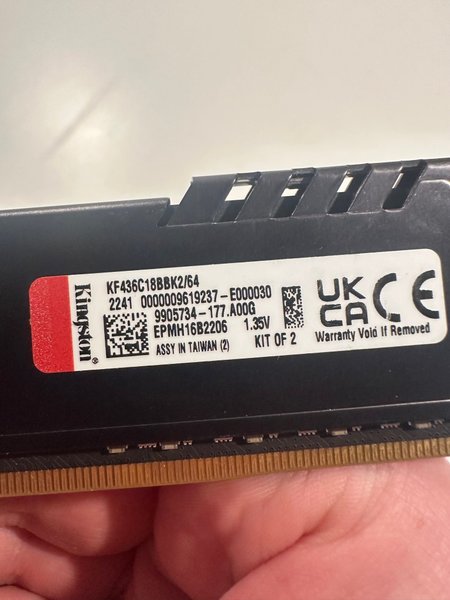 Kingston®
KF436C18BBK2/64
2241 0000009619237-E000030
9905734-177.A00G
EPMH16B2206 1.35V
ASSY IN TAIWAN (2) KIT OF 2
UK
CA CE
Warranty Void If Removed